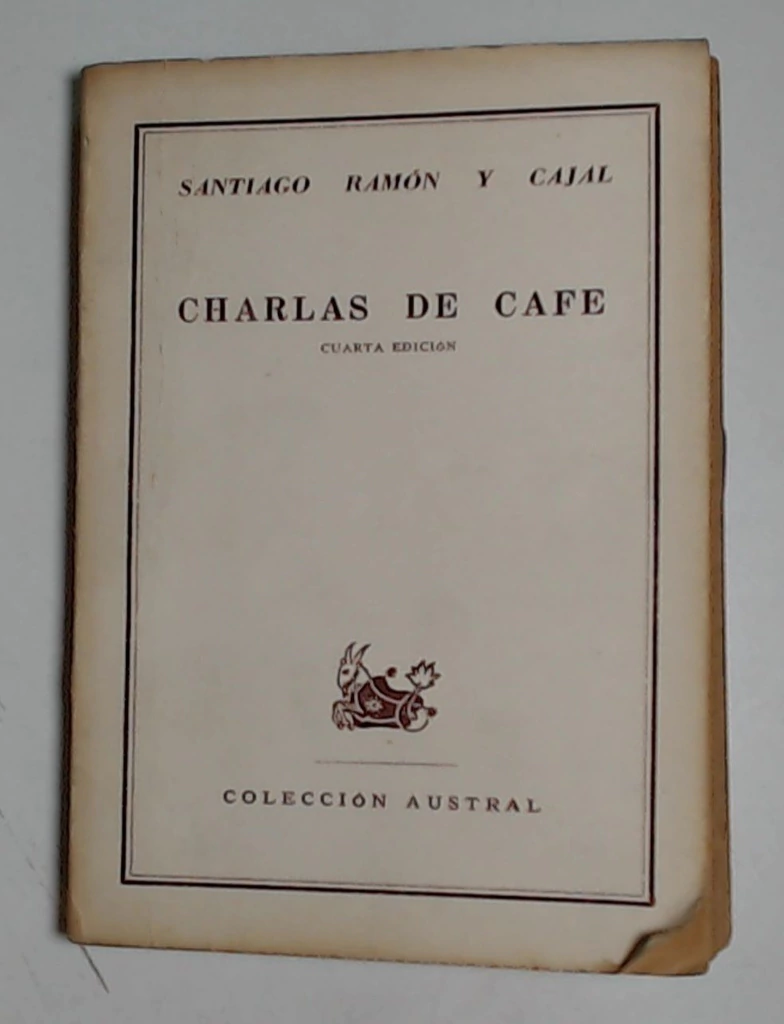 SANTIAGO RAMÓN Y CAJAL
CHARLAS DE CAFE
CUARTA EDICIÓN
COLECCIÓN AUSTRAL